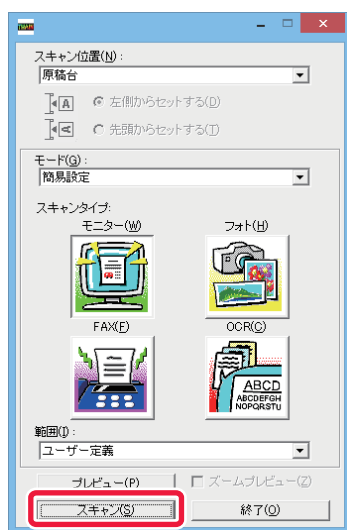 スキャン位置(N):
原稿台
A
左側からセットする(D)
先頭からセットする(T)
モード(G):
簡易設定
スキャンタイプ:
モニター(W) フォト(H)
FAX(F) OCR(C)
ABCD
ABCDEFGH
NOPQRSTU
範囲(I):
ユーザー定義
プレビュー(P) ズームプレビュー(Z)
スキャン(S) 終了(O)